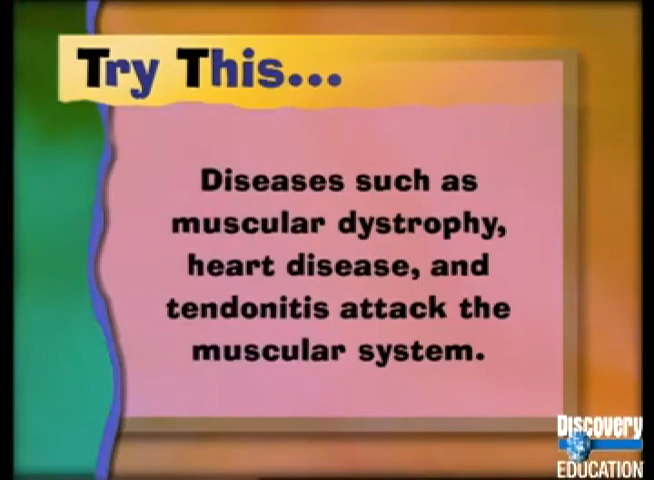 Try This...
Diseases such as
muscular dystrophy,
heart disease, and
tendonitis attack the
muscular system.
Discovery
EDUCATION